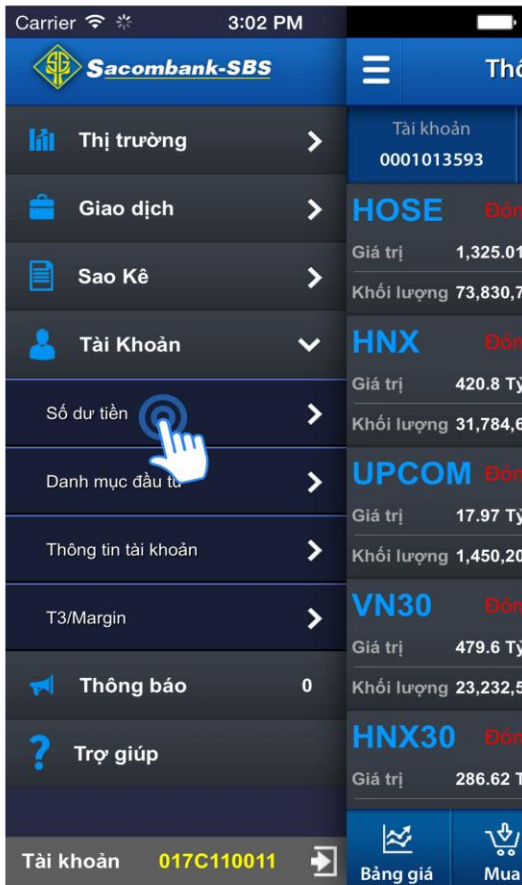 Carrier 3:02 PM
Sacombank-SBS
Thị trường
Giao dịch
Sao Kê
Tài Khoản
Số dư tiền
Danh mục đầu tư
Thông tin tài khoản
T3/Margin
Thông báo 0
Trợ giúp
Tài khoản 017C110011
Tài khoản
0001013593
HOSE
Giá trị 1,325.01
Khối lượng 73,830,7
HNX
Giá trị 420.8 Tỷ
Khối lượng 31,784,6
UPCOM
Giá trị 17.97 Tỷ
Khối lượng 1,450,20
VN30
Giá trị 479.6 Tỷ
Khối lượng 23,232,5
HNX30
Giá trị 286.62 T
Bảng giá Mua